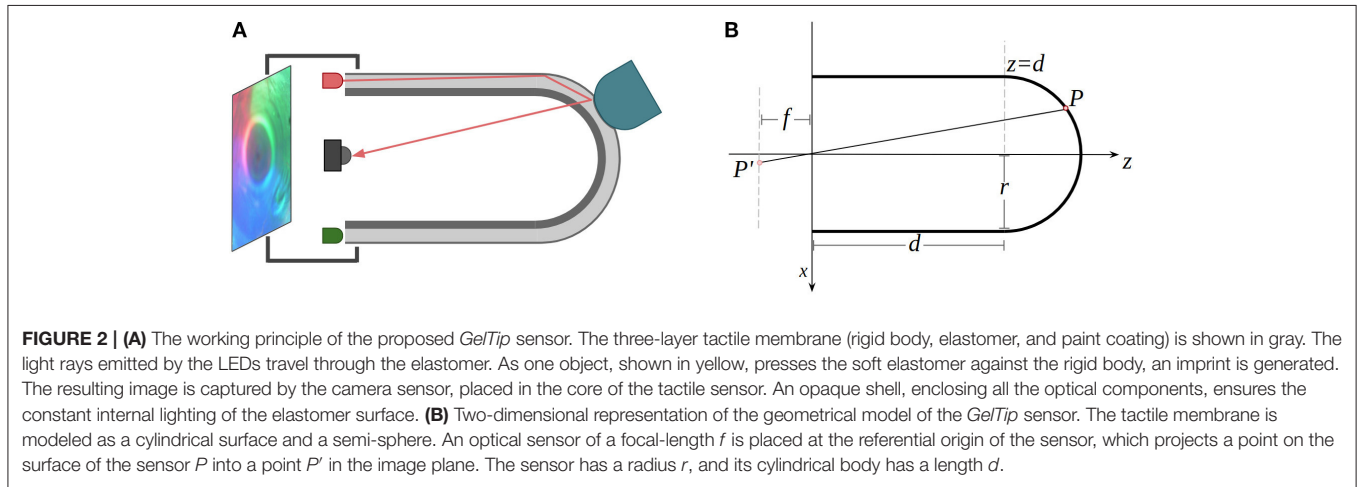 A
B
z=d
P
f
P'
z
r
d
x
FIGURE 2 | (A) The working principle of the proposed GelTip sensor. The three-layer tactile membrane (rigid body, elastomer, and paint coating) is shown in gray. The
light rays emitted by the LEDs travel through the elastomer. As one object, shown in yellow, presses the soft elastomer against the rigid body, an imprint is generated.
The resulting image is captured by the camera sensor, placed in the core of the tactile sensor. An opaque shell, enclosing all the optical components, ensures the
constant internal lighting of the elastomer surface. (B) Two-dimensional representation of the geometrical model of the GelTip sensor. The tactile membrane is
modeled as a cylindrical surface and a semi-sphere. An optical sensor of a focal-length f is placed at the referential origin of the sensor, which projects a point on the
surface of the sensor P into a point P' in the image plane. The sensor has a radius r, and its cylindrical body has a length d.